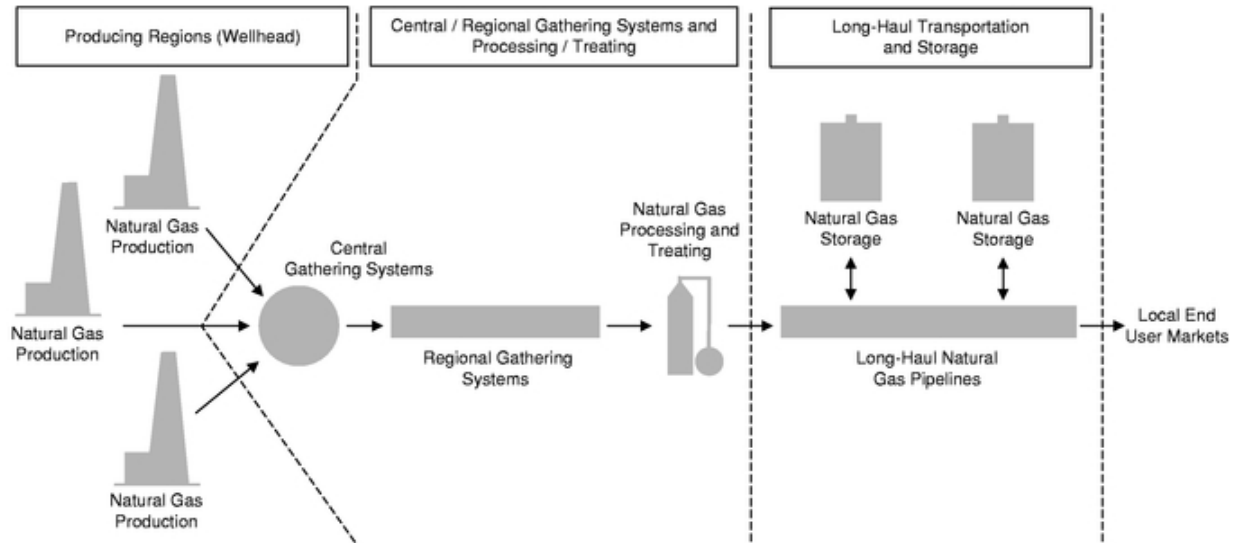 Producing Regions (Wellhead)
Central / Regional Gathering Systems and
Processing / Treating
Long-Haul Transportation
and Storage
Natural Gas
Production
Natural Gas
Production
Natural Gas
Production
Central
Gathering Systems
Regional Gathering
Systems
Natural Gas
Processing and
Treating
Natural Gas
Storage
Natural Gas
Storage
Long-Haul Natural
Gas Pipelines
Local End
User Markets